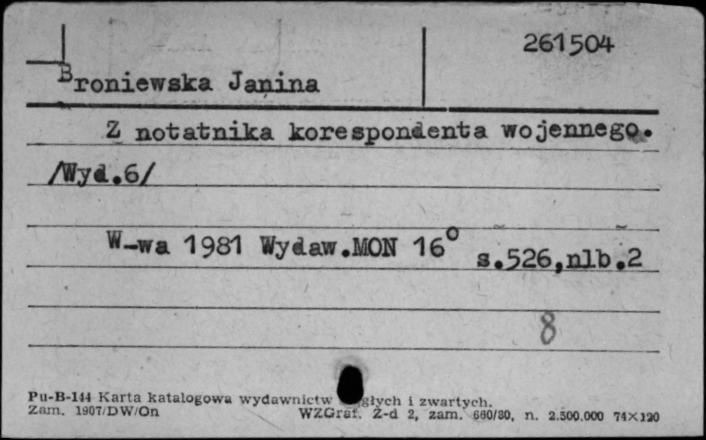 261504
Broniewska Janina
Z notatnika korespondenta wojennego.
/Wyd.6/
W-wa 1981 Wydaw.MON 16° s.526,nlb.2
8
Pu-B-144 Karta katalogowa wydawnictw głych i zwartych.
Zam. 1907/DW/On WZGraf. Z-d 2, zam. 660/80, n. 2.500.000 74×120